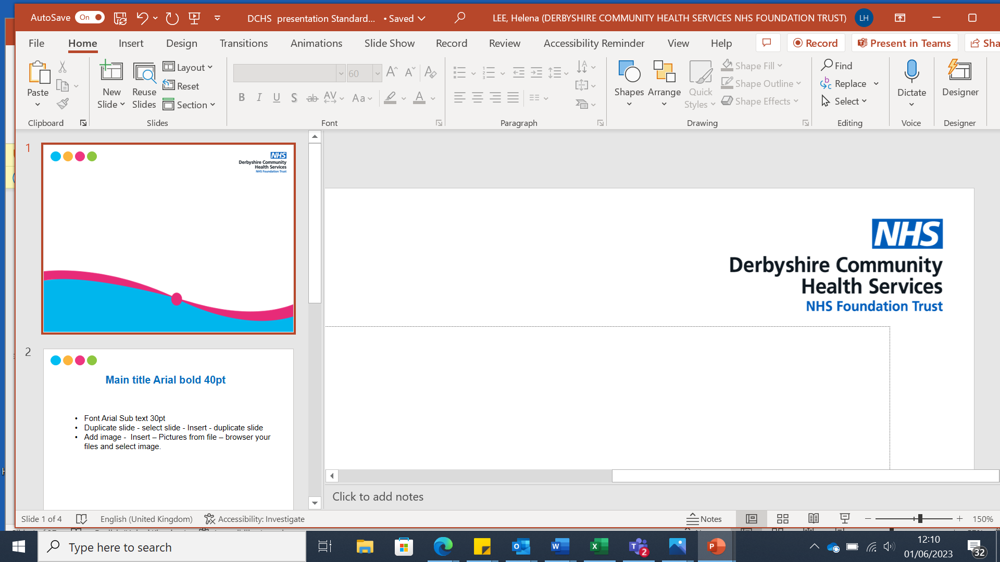 AutoSave On DCHS presentation Standard... • Saved LEE, Helena (DERBYSHIRE COMMUNITY HEALTH SERVICES NHS FOUNDATION TRUST) LH
File Home Insert Design Transitions Animations Slide Show Record Review Accessibility Reminder View Help Record Present in Teams Sha
Paste
New Slide
Reuse Slides
Layout
Reset
Section
60
B I U S ab AV Aa A
Shapes Arrange Quick Styles
Shape Fill
Shape Outline
Shape Effects
Find
Replace
Select
Dictate
Designer
Clipboard Slides Font Paragraph Drawing Editing Voice Designer
1
NHS
Derbyshire Community
Health Services
NHS Foundation Trust
2
Main title Arial bold 40pt
• Font Arial Sub text 30pt
• Duplicate slide - select slide - Insert - duplicate slide
• Add image - Insert – Pictures from file – browser your
files and select image.
NHS
Derbyshire Community
Health Services
NHS Foundation Trust
Click to add notes
Slide 1 of 4 English (United Kingdom) Accessibility: Investigate Notes 150%
Type here to search
2
12:10
01/06/2023
32